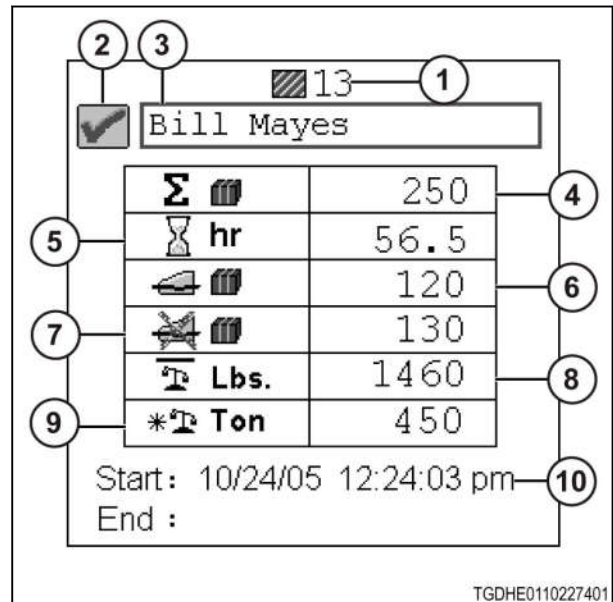 2 3
13 1
Bill Mayes
Σ 250 4
5 hr 56.5
120 6
7 130
Lbs. 1460 8
9 *Ton 450
Start: 10/24/05 12:24:03 pm 10
End :
TGDHE0110227401